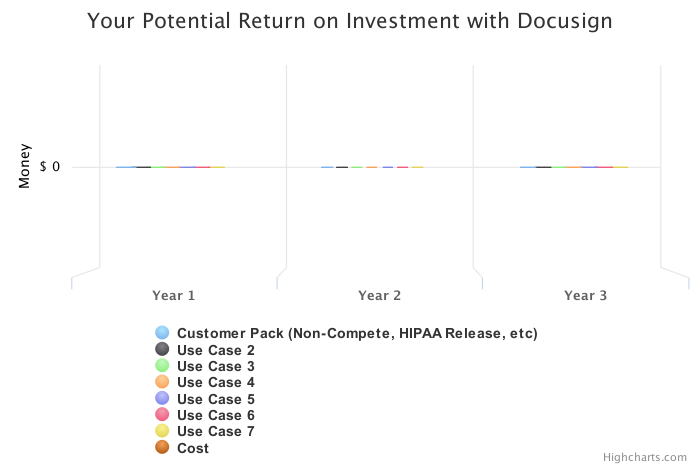 Your Potential Return on Investment with Docusign
Money
$ 0
Year 1
Year 2
Year 3
Customer Pack (Non-Compete, HIPAA Release, etc)
Use Case 2
Use Case 3
Use Case 4
Use Case 5
Use Case 6
Use Case 7
Cost
Highcharts.com